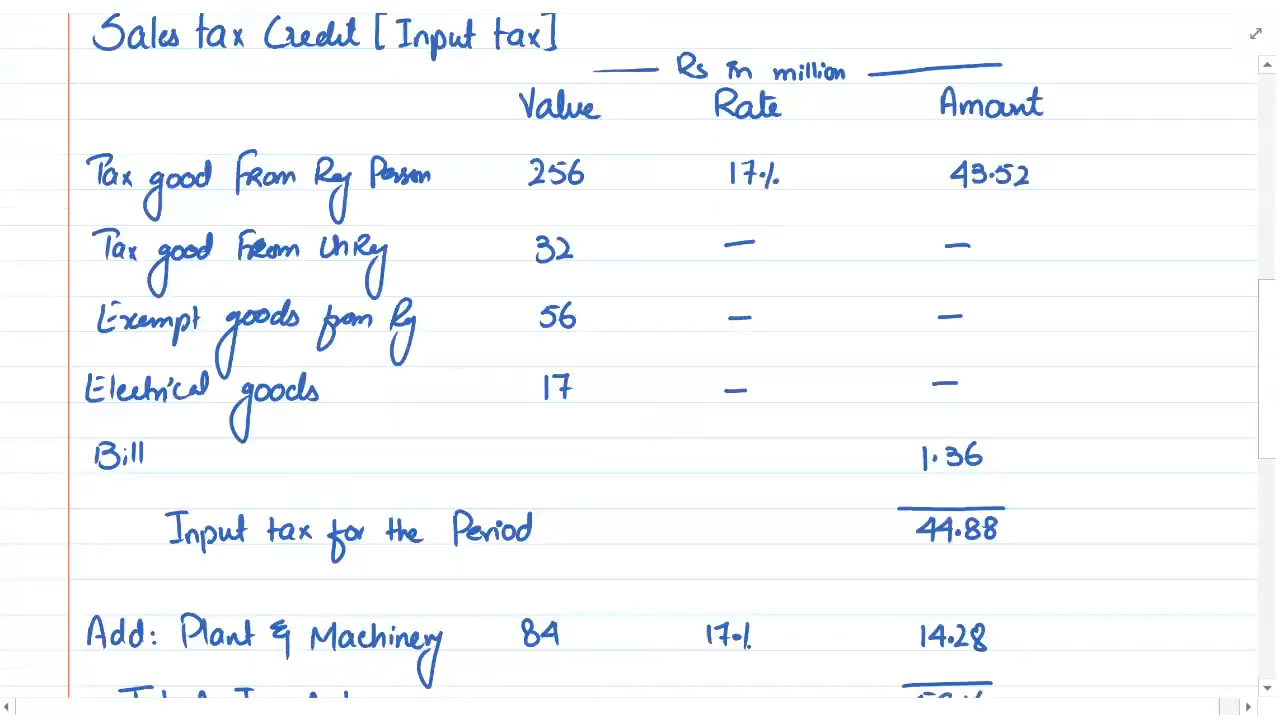 Sales tax Credit [Input tax]
Rs in million
Value Rate Amount
Tax good From Reg Person 256 17% 43.52
Tax good From UnReg 32 — —
Exempt goods from Reg 56 — —
Electrical goods 17 — —
Bill 1.36
Input tax for the Period 44.88
Add: Plant & Machinery 84 17% 14.28